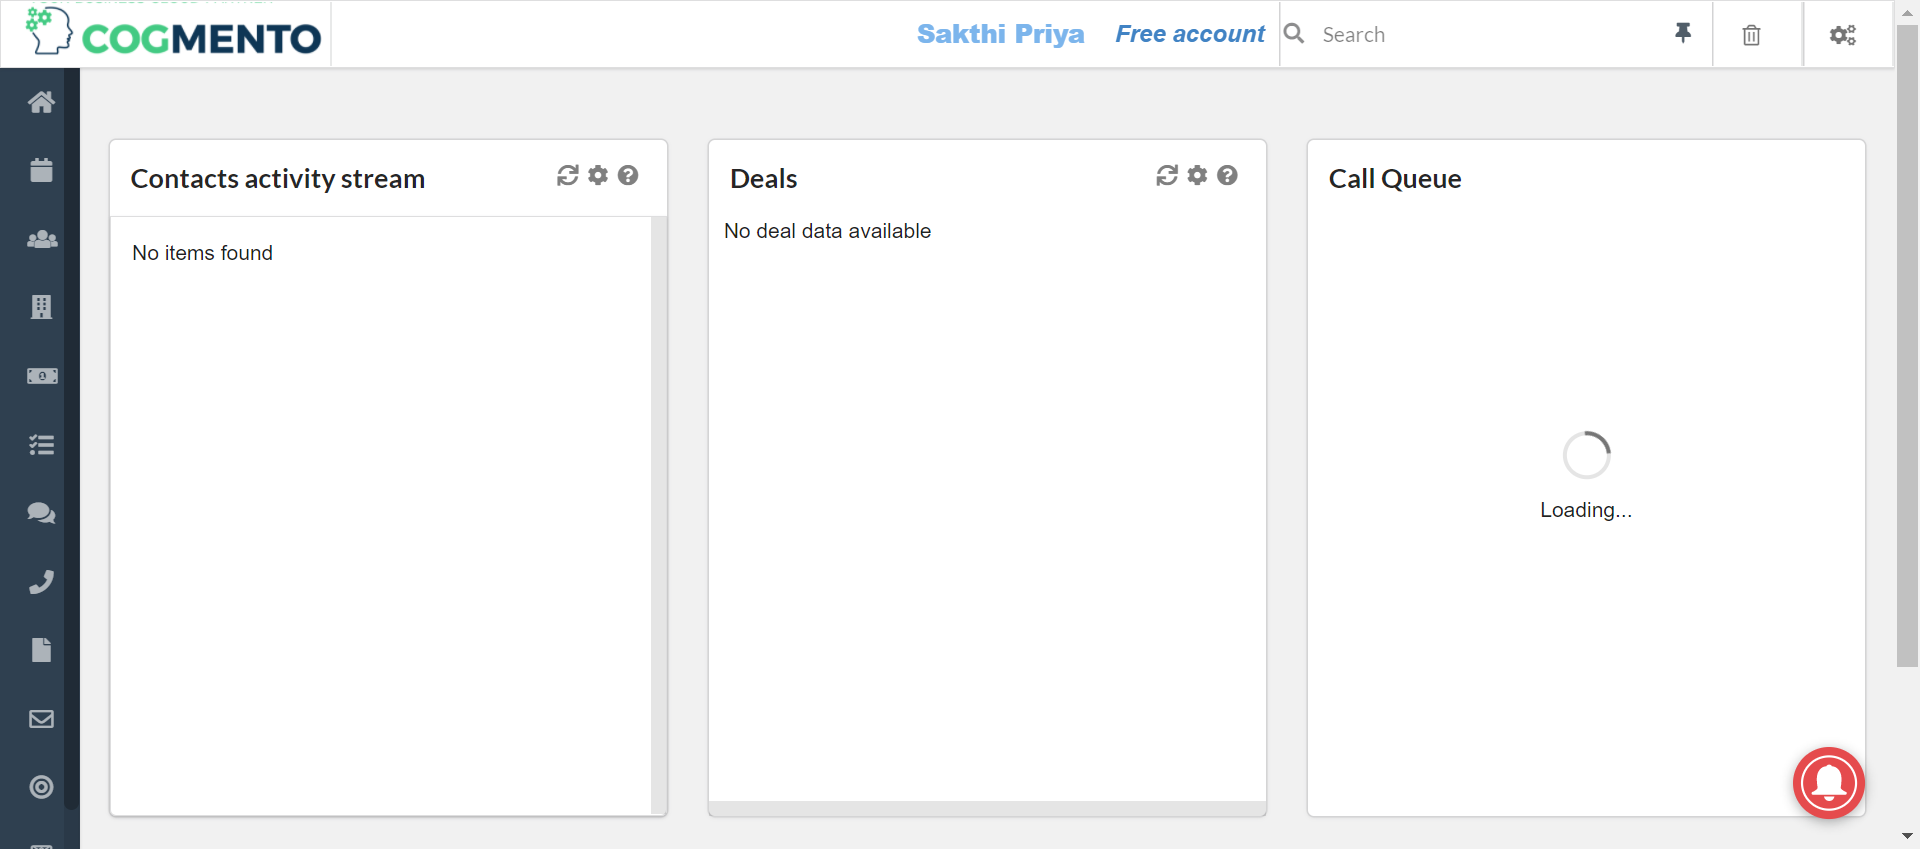 COGMENTO
Sakthi Priya
Free account
Search
Contacts activity stream
No items found
Deals
No deal data available
Call Queue
Loading...